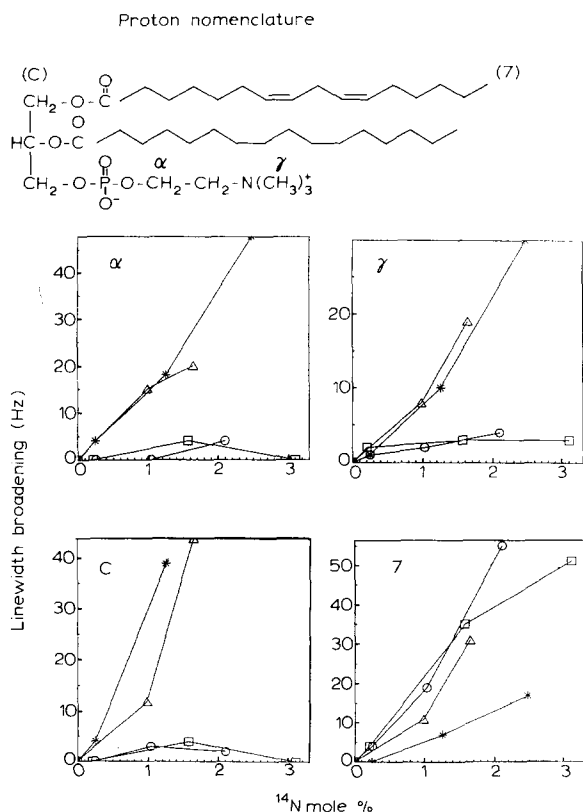 Proton nomenclature
(C) O (7)
CH₂-O-C
O
HC-O-C
α γ
O
CH₂-O-P-O-CH₂-CH₂-N(CH₃)₃⁺
O⁻
α
40
30
20
10
0
0 1 2 3
γ
20
10
0
0 1 2 3
C
40
30
20
10
0
0 1 2 3
7
50
40
30
20
10
0
0 1 2 3
Linewidth broadening (Hz)
¹⁴N mole %